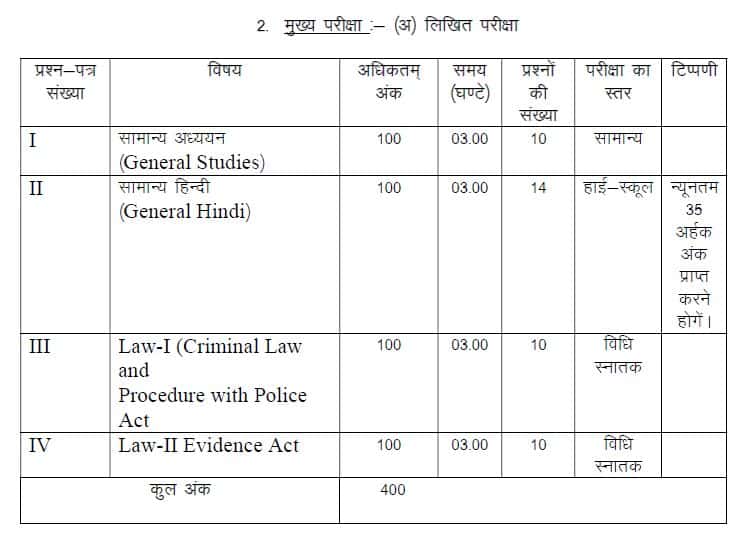 2. मुख्य परीक्षा :– (अ) लिखित परीक्षा
प्रश्न–पत्र संख्या विषय अधिकतम् अंक समय (घण्टे) प्रश्नों की संख्या परीक्षा का स्तर टिप्पणी
I सामान्य अध्ययन 100 03.00 10 सामान्य
(General Studies)
II सामान्य हिन्दी 100 03.00 14 हाई–स्कूल न्यूनतम
(General Hindi) 35
अर्हक
अंक
प्राप्त
करने
होगें।
III Law-I (Criminal Law 100 03.00 10 विधि
and स्नातक
Procedure with Police
Act
IV Law-II Evidence Act 100 03.00 10 विधि
स्नातक
कुल अंक 400